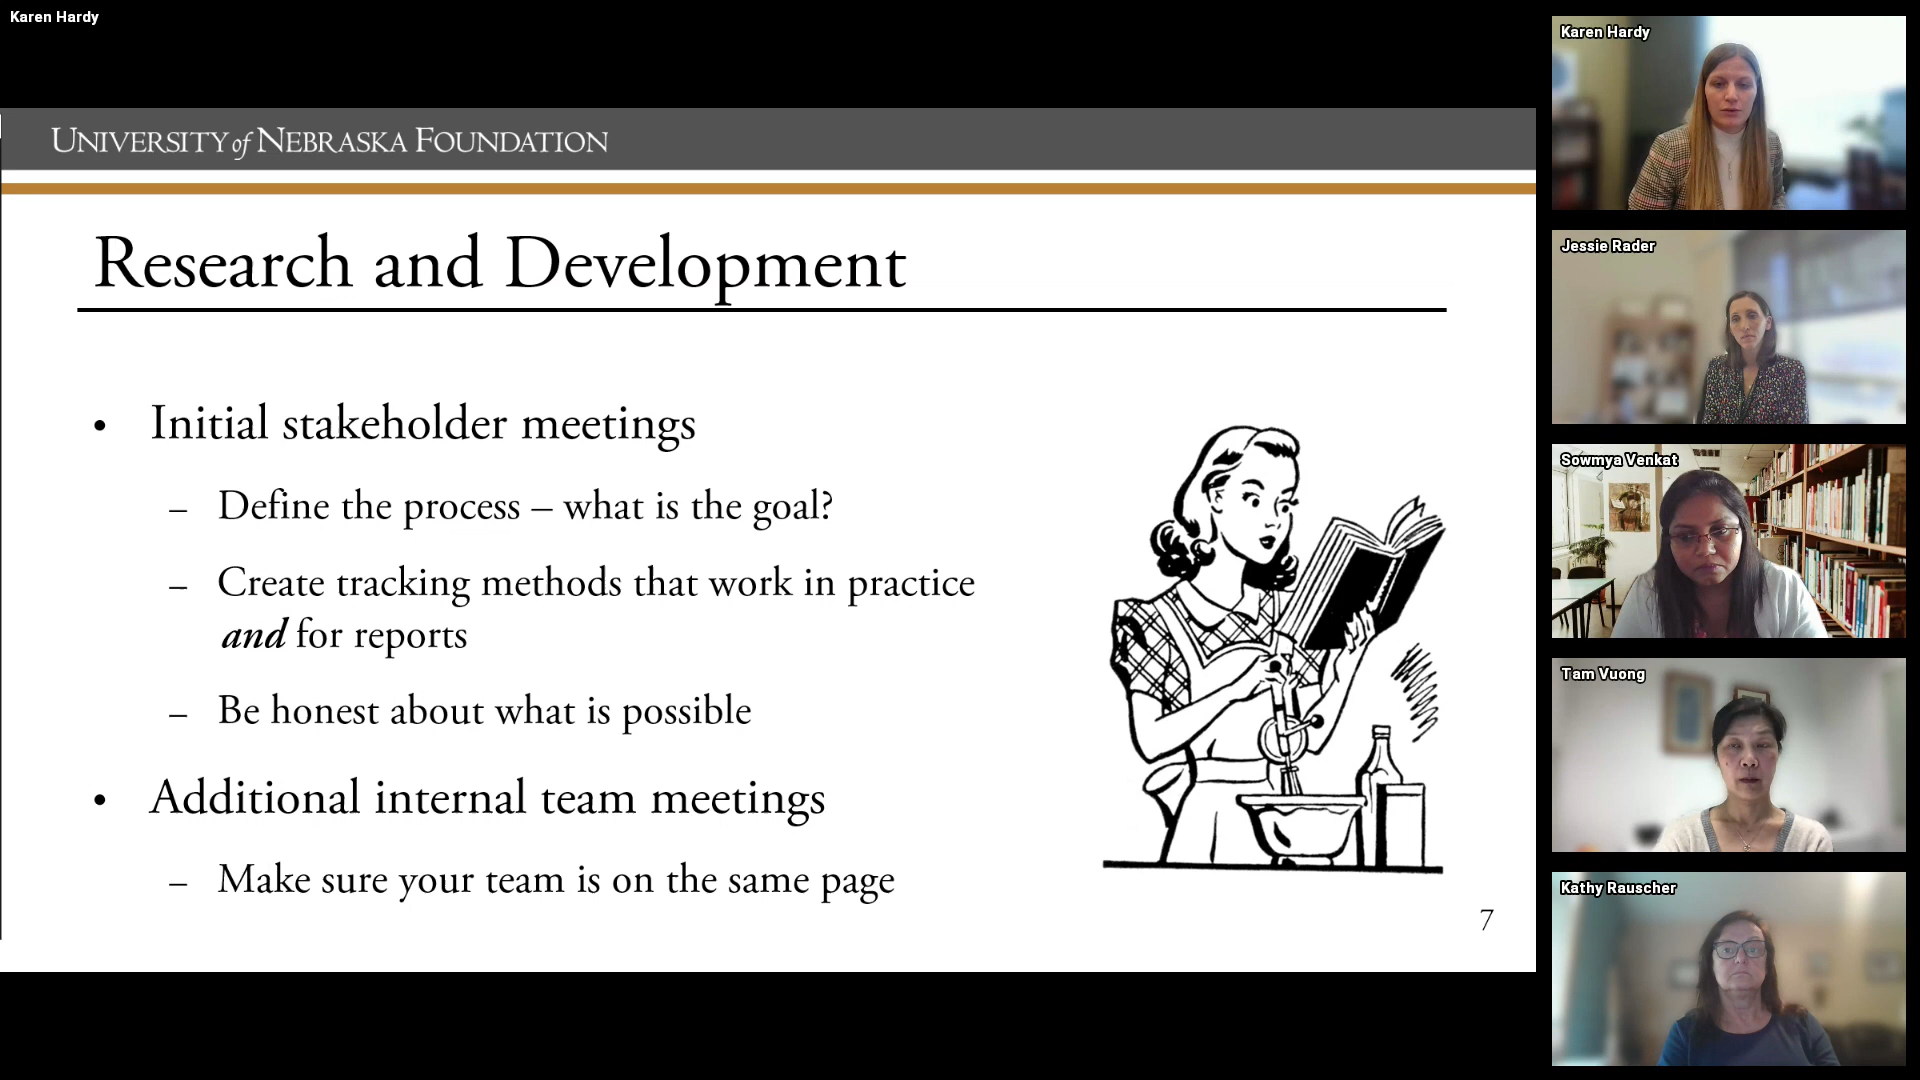 Karen Hardy
UNIVERSITY of NEBRASKA FOUNDATION
Research and Development
• Initial stakeholder meetings
– Define the process – what is the goal?
– Create tracking methods that work in practice
and for reports
– Be honest about what is possible
• Additional internal team meetings
– Make sure your team is on the same page
7
Karen Hardy
Jessie Rader
Sowmya Venkat
Tam Vuong
Kathy Rauscher